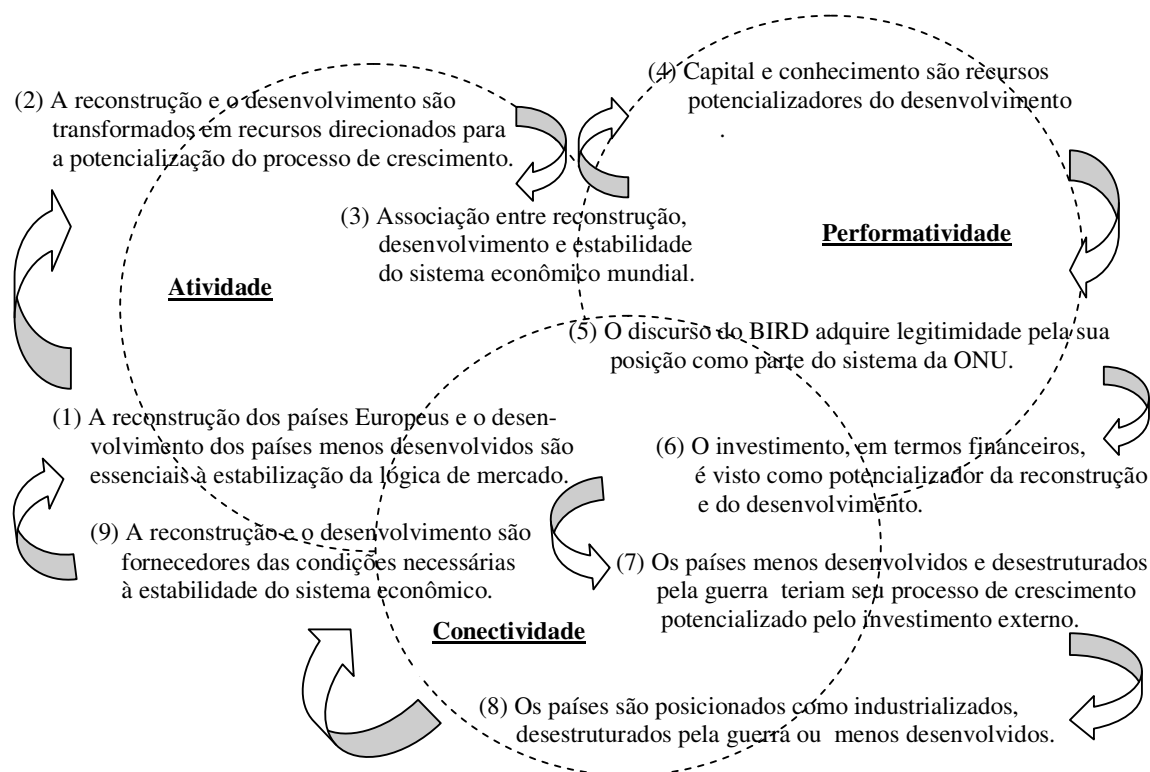 (4) Capital e conhecimento são recursos
potencializadores do desenvolvimento
.
(2) A reconstrução e o desenvolvimento são
transformados em recursos direcionados para
a potencialização do processo de crescimento.
(3) Associação entre reconstrução,
desenvolvimento e estabilidade
do sistema econômico mundial.
Performatividade
Atividade
(5) O discurso do BIRD adquire legitimidade pela sua
posição como parte do sistema da ONU.
(1) A reconstrução dos países Europeus e o desen-
volvimento dos países menos desenvolvidos são
essenciais à estabilização da lógica de mercado.
(6) O investimento, em termos financeiros,
é visto como potencializador da reconstrução
e do desenvolvimento.
(9) A reconstrução e o desenvolvimento são
fornecedores das condições necessárias
à estabilidade do sistema econômico.
(7) Os países menos desenvolvidos e desestruturados
pela guerra teriam seu processo de crescimento
potencializado pelo investimento externo.
Conectividade
(8) Os países são posicionados como industrializados,
desestruturados pela guerra ou menos desenvolvidos.